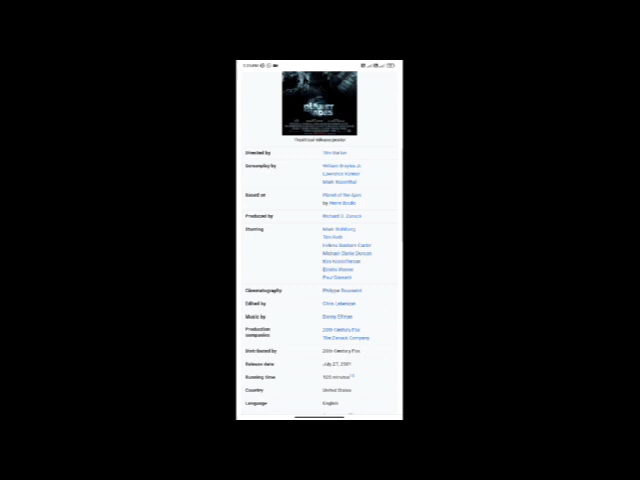 PLANET
APES
Theatrical release poster
Directed by Tim Burton
Screenplay by William Broyles Jr.
Lawrence Konner
Mark Rosenthal
Based on Planet of the Apes
by Pierre Boulle
Produced by Richard D. Zanuck
Starring Mark Wahlberg
Tim Roth
Helena Bonham Carter
Michael Clarke Duncan
Kris Kristofferson
Estella Warren
Paul Giamatti
Cinematography Philippe Rousselot
Edited by Chris Lebenzon
Music by Danny Elfman
Production 20th Century Fox
companies The Zanuck Company
Distributed by 20th Century Fox
Release date July 27, 2001
Running time minutes
Country United States
Language English